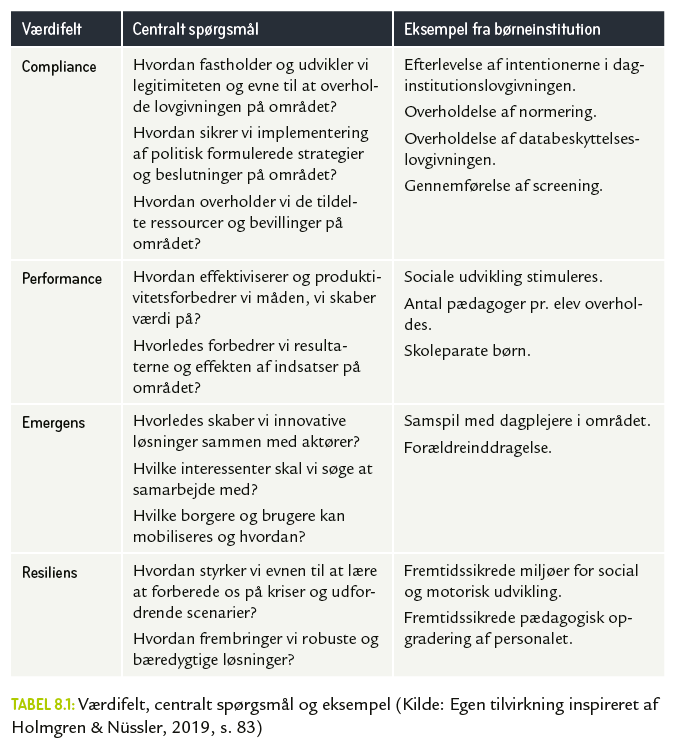 Værdifelt
Centralt spørgsmål
Eksempel fra børneinstitution
Compliance
Hvordan fastholder og udvikler vi
legitimiteten og evne til at overhol-
de lovgivningen på området?
Hvordan sikrer vi implementering
af politisk formulerede strategier
og beslutninger på området?
Hvordan overholder vi de tildel-
te ressourcer og bevillinger på
området?
Efterlevelse af intentionerne i dag-
institutionslovgivningen.
Overholdelse af normering.
Overholdelse af databeskyttelses-
lovgivningen.
Gennemførelse af screening.
Performance
Hvordan effektiviserer og produkti-
vitetsforbedrer vi måden, vi skaber
værdi på?
Hvorledes forbedrer vi resulta-
terne og effekten af indsatser på
området?
Sociale udvikling stimuleres.
Antal pædagoger pr. elev overhol-
des.
Skoleparate børn.
Emergens
Hvorledes skaber vi innovative
løsninger sammen med aktører?
Hvilke interessenter skal vi søge at
samarbejde med?
Hvilke borgere og brugere kan
mobiliseres og hvordan?
Samspil med dagplejere i området.
Forældreinddragelse.
Resiliens
Hvordan styrker vi evnen til at lære
at forberede os på kriser og udfor-
drende scenarier?
Hvordan frembringer vi robuste og
bæredygtige løsninger?
Fremtidssikrede miljøer for social
og motorisk udvikling.
Fremtidssikrede pædagogisk op-
gradering af personalet.
TABEL 8.1: Værdifelt, centralt spørgsmål og eksempel (Kilde: Egen tilvirkning inspireret af
Holmgren & Nüssler, 2019, s. 83)